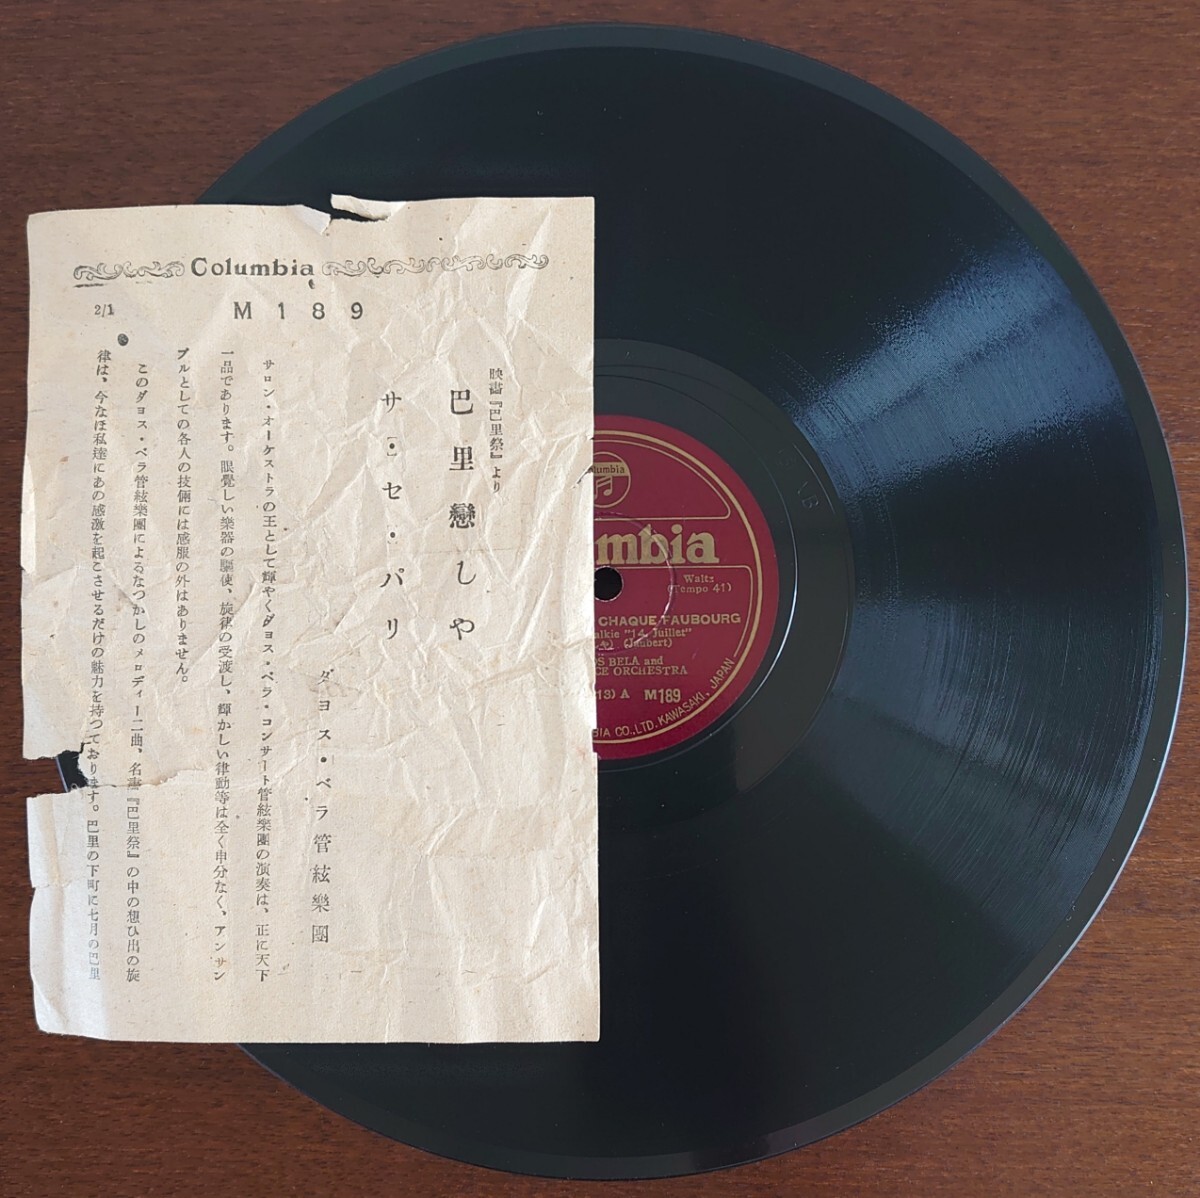 Columbia
2/1
M 189
映畫『巴里祭』より
巴里戀しや
サ・セ・パリ
ダヨス・ベラ管絃樂團
サロン・オーケストラの王として輝やくダヨス・ベラ・コンサート管絃樂團の演奏は、正に天下
一品であります。眼覺しい樂器の驅使、旋律の受渡し、輝かしい律動等は全く申分なく、アンサン
ブルとしての各人の技倆には感服の外はありません。
このダヨス・ベラ管絃樂團によるなつかしのメロディー二曲、名畫『巴里祭』の中の想ひ出の旋
律は、今なほ私達にあの感激を起こさせるだけの魅力を持つております。巴里の下町に七月の巴里
lumbia
mbia
Waltz
(Tempo 41)
CHAQUE FAUBOURG
alkie "14 Juillet"
(Jaubert)
OS BELA and
CE ORCHESTRA
13) A M189
BIA CO., LTD. KAWASAKI, JAPAN